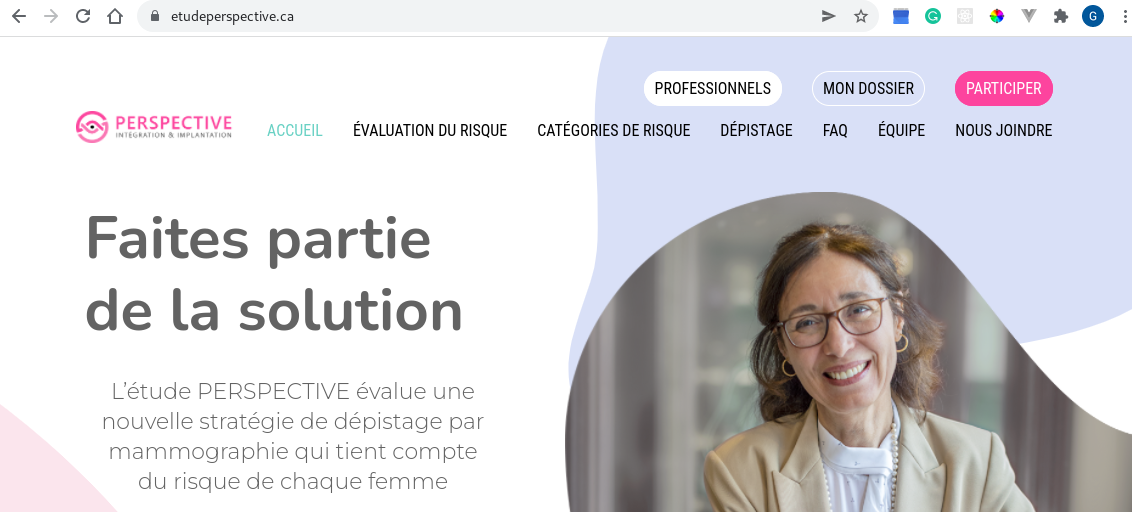 etudeperspective.ca
G
PROFESSIONNELS
MON DOSSIER
PARTICIPER
PERSPECTIVE
INTÉGRATION & IMPLANTATION
ACCUEIL
ÉVALUATION DU RISQUE
CATÉGORIES DE RISQUE
DÉPISTAGE
FAQ
ÉQUIPE
NOUS JOINDRE
Faites partie
de la solution
L'étude PERSPECTIVE évalue une
nouvelle stratégie de dépistage par
mammographie qui tient compte
du risque de chaque femme